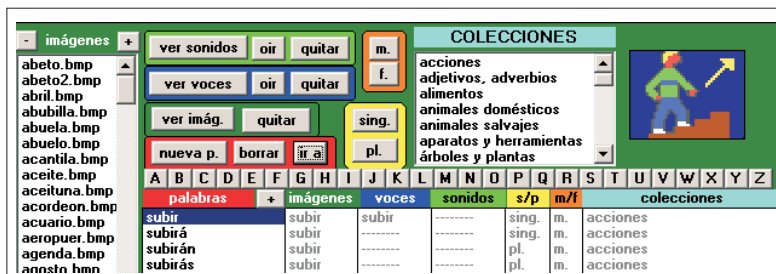 - imágenes +
abeto.bmp
abeto2.bmp
abril.bmp
abubilla.bmp
abuela.bmp
abuelo.bmp
acantila.bmp
aceite.bmp
aceituna.bmp
acordeon.bmp
acuario.bmp
aeropuer.bmp
agenda.bmp
agosto.bmp
ver sonidos oir quitar
ver voces oir quitar
ver imág. quitar
nueva p. borrar ir a
m.
f.
sing.
pl.
COLECCIONES
acciones
adjetivos, adverbios
alimentos
animales domésticos
animales salvajes
aparatos y herramientas
árboles y plantas
A B C D E F G H I J K L M N O P Q R S T U V W X Y Z
palabras + imágenes voces sonidos s/p m/f colecciones
subir subir subir -------- sing. m. acciones
subirá subir -------- -------- sing. m. acciones
subirán subir -------- -------- pl. m. acciones
subirás subir -------- -------- pl. m. acciones